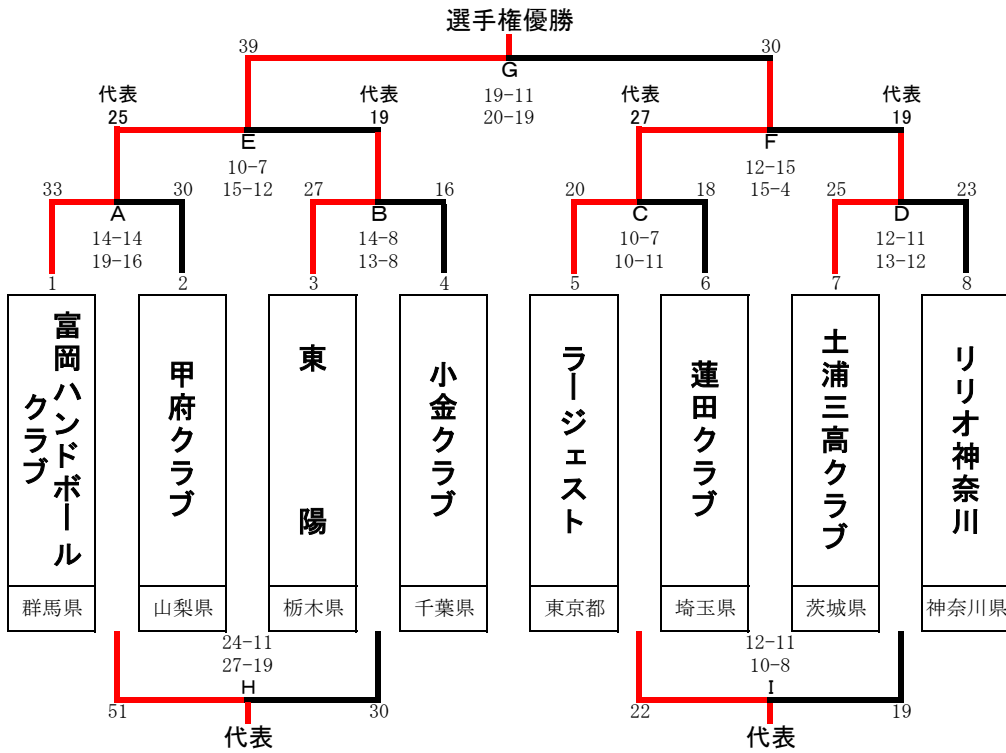 選手権優勝
39
30
G
19-11
20-19
代表
25
代表
19
代表
27
代表
19
E
10-7
15-12
F
12-15
15-4
33
30
27
16
20
18
25
23
A
14-14
19-16
B
14-8
13-8
C
10-7
10-11
D
12-11
13-12
1
2
3
4
5
6
7
8
富岡ハンドボール
クラブ
甲府クラブ
東陽
小金クラブ
ラージェスト
蓮田クラブ
土浦三高クラブ
リリオ神奈川
群馬県
山梨県
栃木県
千葉県
東京都
埼玉県
茨城県
神奈川県
24-11
27-19
H
51
30
代表
12-11
10-8
I
22
19
代表